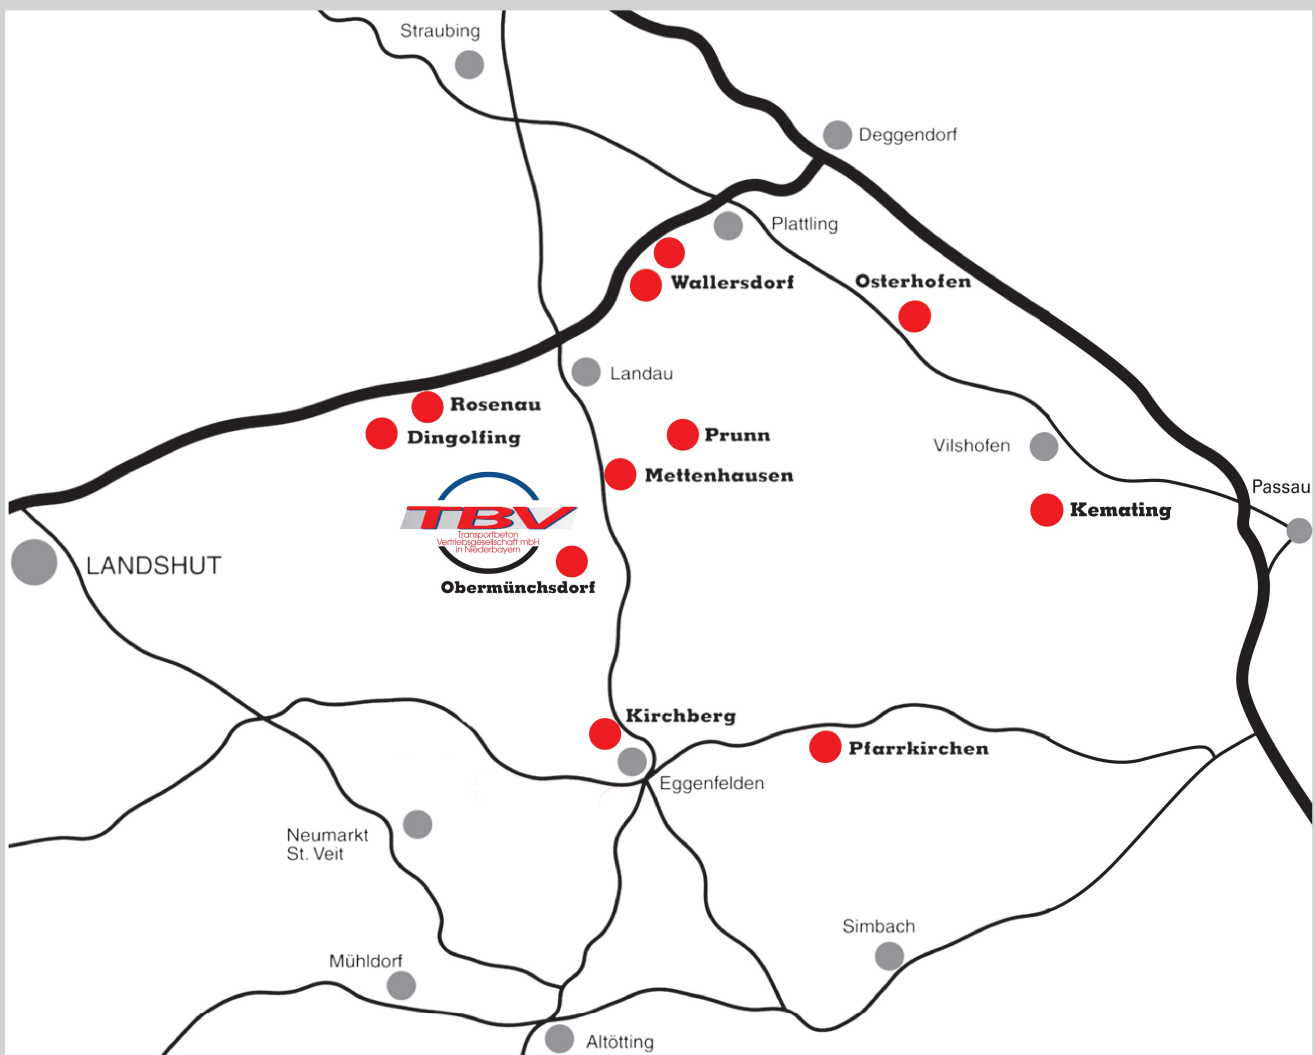 Straubing
Deggendorf
Plattling
Wallersdorf
Osterhofen
Landau
Rosenau
Dingolfing
Prunn
Vilshofen
Mettenhausen
Passau
Kemating
TBV
Transportbeton
Vertriebsgesellschaft mbH
in Niederbayern
LANDSHUT
Obermünchsdorf
Kirchberg
Pfarrkirchen
Eggenfelden
Neumarkt
St. Veit
Simbach
Mühldorf
Altötting